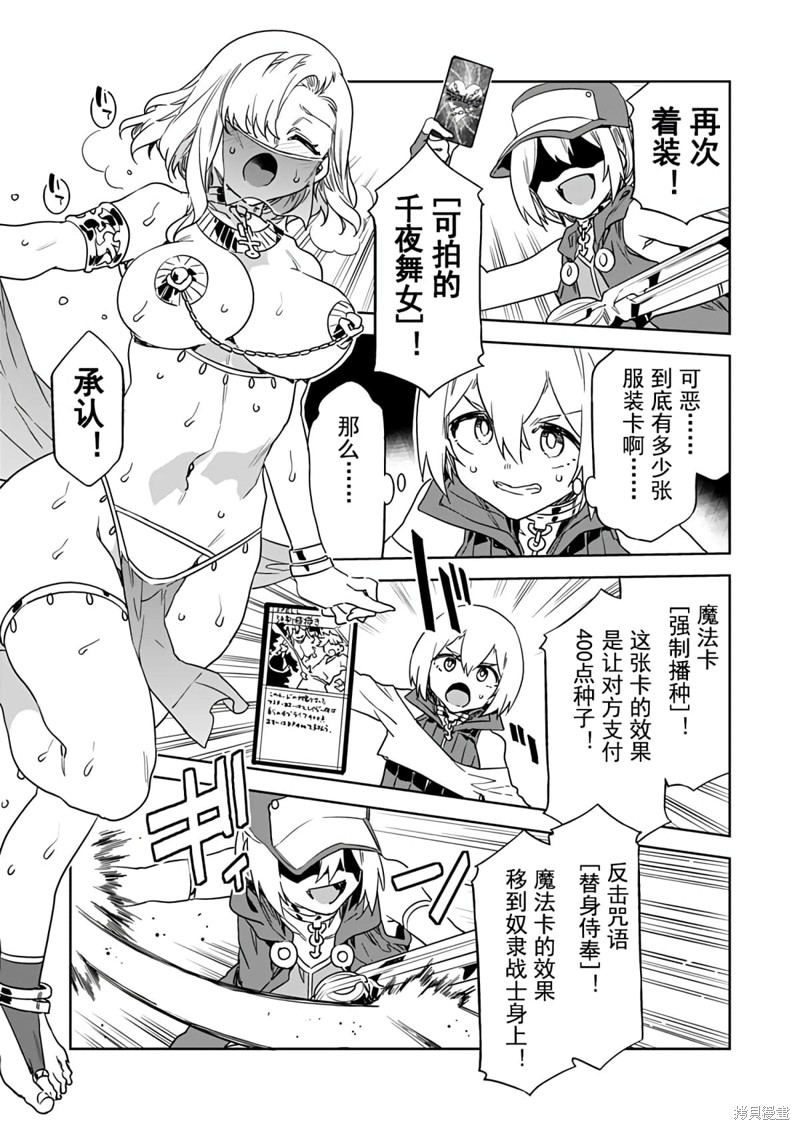 再次
着装！
[可拍的
千夜舞女]！
承认！
可恶……
到底有多少张
服装卡啊……
那么……
魔法卡
[强制播种]！
这张卡的效果
是让对方支付
400点种子！
反击咒语
[替身侍奉]！
魔法卡的效果
移到奴隶战士身上！
ギィ
拷贝漫畫